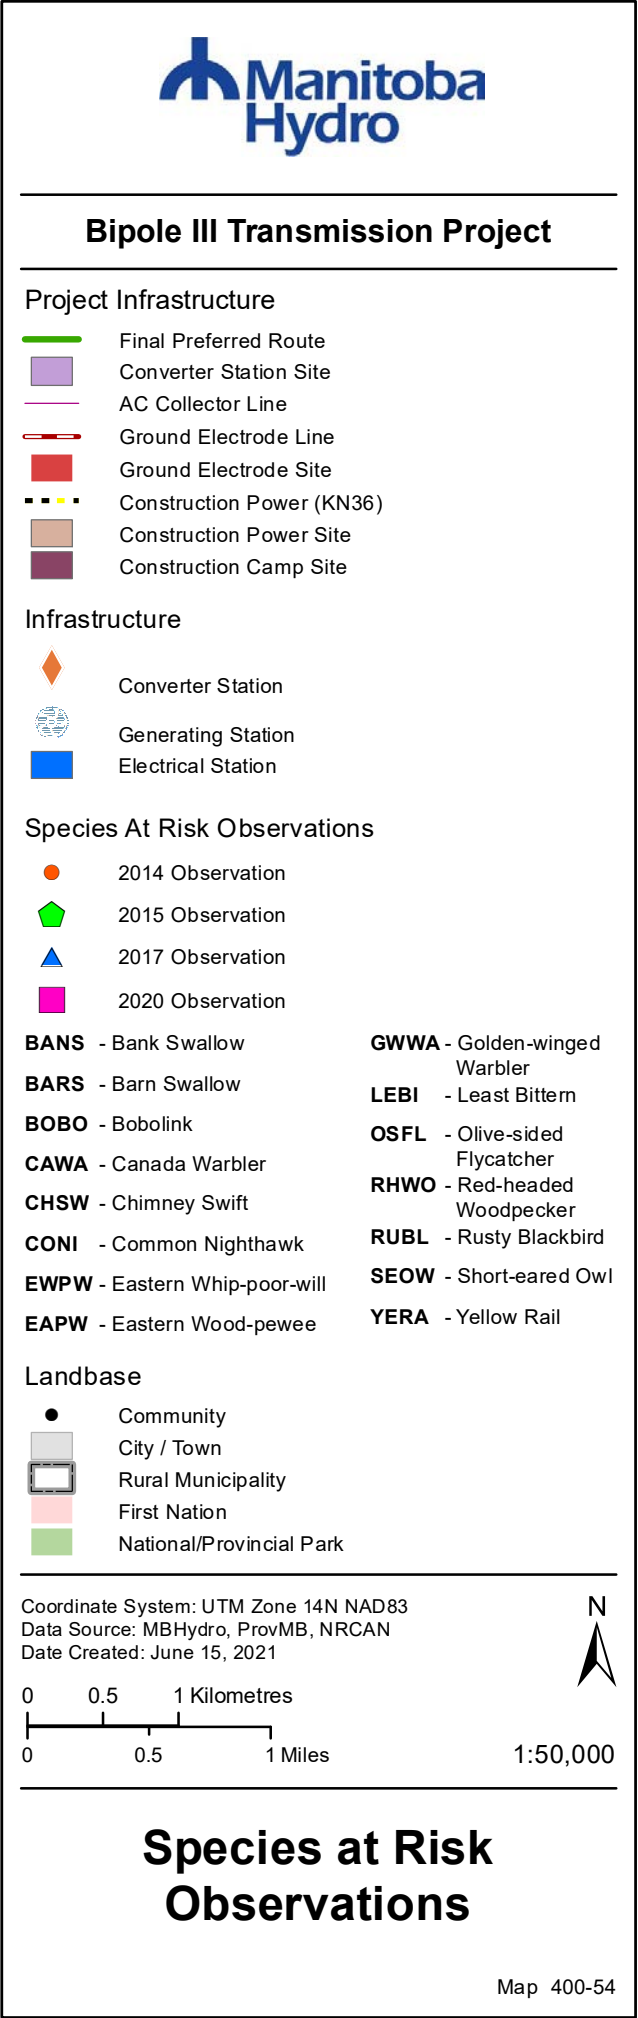 Manitoba
Hydro
Bipole III Transmission Project
Project Infrastructure
Final Preferred Route
Converter Station Site
AC Collector Line
Ground Electrode Line
Ground Electrode Site
Construction Power (KN36)
Construction Power Site
Construction Camp Site
Infrastructure
Converter Station
Generating Station
Electrical Station
Species At Risk Observations
2014 Observation
2015 Observation
2017 Observation
2020 Observation
BANS - Bank Swallow
BARS - Barn Swallow
BOBO - Bobolink
CAWA - Canada Warbler
CHSW - Chimney Swift
CONI - Common Nighthawk
EWPW - Eastern Whip-poor-will
EAPW - Eastern Wood-pewee
GWWA - Golden-winged
Warbler
LEBI - Least Bittern
OSFL - Olive-sided
Flycatcher
RHWO - Red-headed
Woodpecker
RUBL - Rusty Blackbird
SEOW - Short-eared Owl
YERA - Yellow Rail
Landbase
Community
City / Town
Rural Municipality
First Nation
National/Provincial Park
Coordinate System: UTM Zone 14N NAD83
Data Source: MBHydro, ProvMB, NRCAN
Date Created: June 15, 2021
N
0 0.5 1 Kilometres
0 0.5 1 Miles
1:50,000
Species at Risk
Observations
Map 400-54